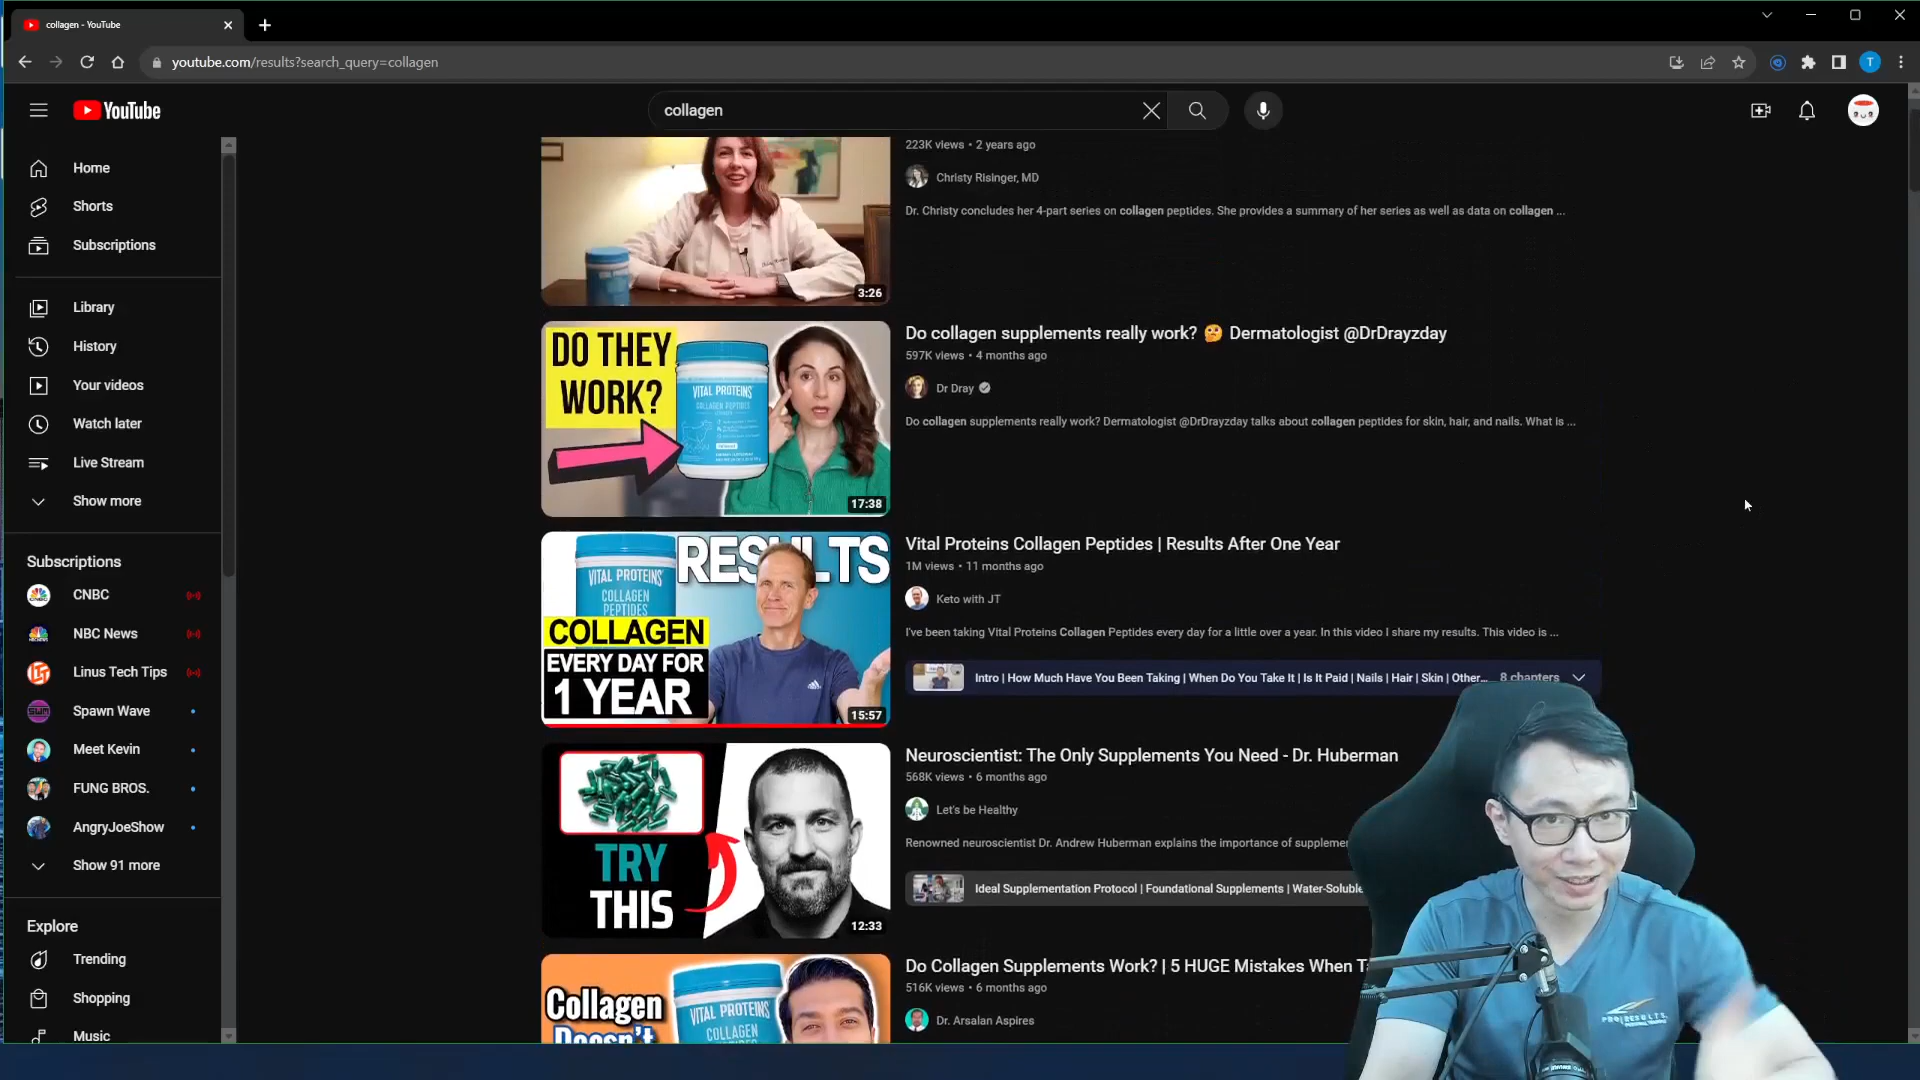 collagen - YouTube
youtube.com/results?search_query=collagen
T
YouTube
collagen
Home
Shorts
Subscriptions
Library
History
Your videos
Watch later
Live Stream
Show more
Subscriptions
CNBC
NBC News
Linus Tech Tips
Spawn Wave
Meet Kevin
FUNG BROS.
AngryJoeShow
Show 91 more
Explore
Trending
Shopping
Music
3:26
223K views • 2 years ago
Christy Risinger, MD
Dr. Christy concludes her 4-part series on collagen peptides. She provides a summary of her series as well as data on collagen ...
DO THEY
WORK?
VITAL PROTEINS
COLLAGEN PEPTIDES
17:38
Do collagen supplements really work? 🤔 Dermatologist @DrDrayzday
597K views • 4 months ago
Dr Dray
Do collagen supplements really work? Dermatologist @DrDrayzday talks about collagen peptides for skin, hair, and nails. What is ...
RESULTS
VITAL PROTEINS
COLLAGEN
PEPTIDES
COLLAGEN
EVERY DAY FOR
1 YEAR
15:57
Vital Proteins Collagen Peptides | Results After One Year
1M views • 11 months ago
Keto with JT
I've been taking Vital Proteins Collagen Peptides every day for a little over a year. In this video I share my results. This video is ...
Intro | How Much Have You Been Taking | When Do You Take It | Is It Paid | Nails | Hair | Skin | Other...
8 chapters
TRY
THIS
12:33
Neuroscientist: The Only Supplements You Need - Dr. Huberman
568K views • 6 months ago
Let's be Healthy
Renowned neuroscientist Dr. Andrew Huberman explains the importance of suppleme
Ideal Supplementation Protocol | Foundational Supplements | Water-Soluble
Collagen
Doesn't
VITAL PROTEINS
COLLAGEN
Do Collagen Supplements Work? | 5 HUGE Mistakes When T
516K views • 6 months ago
Dr. Arsalan Aspires